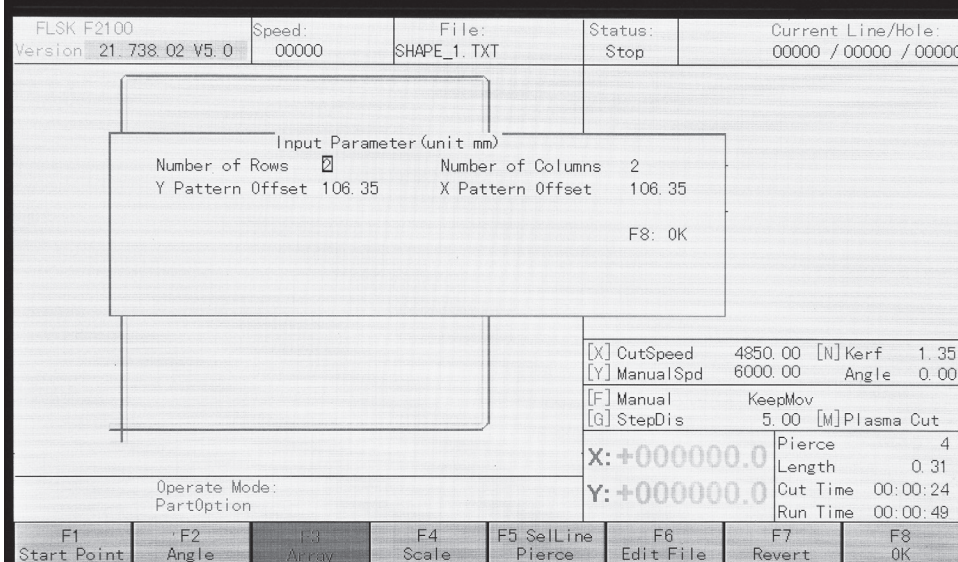 FLSK F2100
Version 21.738.02 V5.0
Speed:
00000
File:
SHAPE_1.TXT
Status:
Stop
Current Line/Hole:
00000 / 00000 / 00000
Input Parameter(unit mm)
Number of Rows 2 Number of Columns 2
Y Pattern Offset 106.35 X Pattern Offset 106.35
F8: OK
[X] CutSpeed 4850.00 [N] Kerf 1.35
[Y] ManualSpd 6000.00 Angle 0.00
[F] Manual KeepMov
[G] StepDis 5.00 [M] Plasma Cut
X: +000000.0
Y: +000000.0
Pierce 4
Length 0.31
Cut Time 00:00:24
Run Time 00:00:49
Operate Mode:
PartOption
F1
Start Point
F2
Angle
F3
Array
F4
Scale
F5 SelLine
Pierce
F6
Edit File
F7
Revert
F8
OK